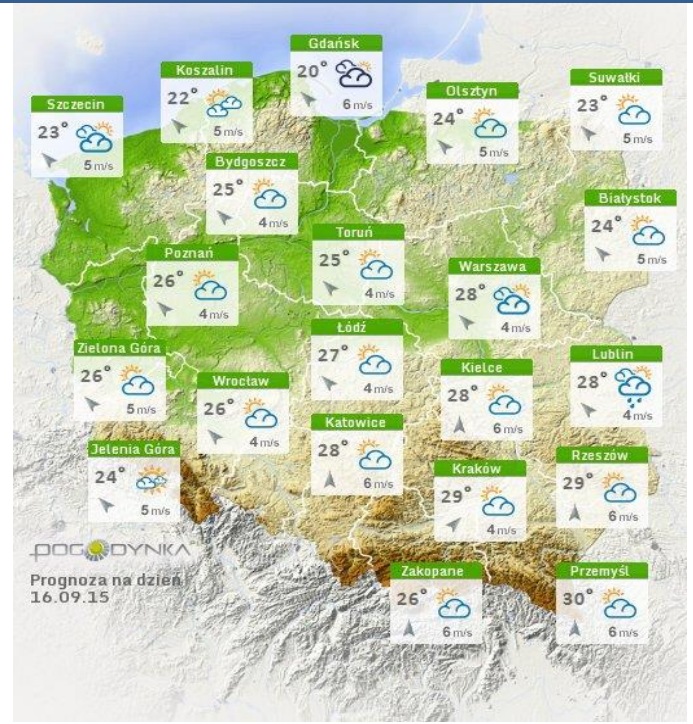 Gdańsk
20°
6 m/s
Koszalin
22°
5 m/s
Suwałki
23°
5 m/s
Olsztyn
24°
5 m/s
Szczecin
23°
5 m/s
Bydgoszcz
25°
4 m/s
Białystok
24°
5 m/s
Toruń
25°
4 m/s
Poznań
26°
4 m/s
Warszawa
28°
4 m/s
Łódź
27°
4 m/s
Zielona Góra
26°
5 m/s
Lublin
28°
4 m/s
Kielce
28°
6 m/s
Wrocław
26°
4 m/s
Katowice
28°
6 m/s
Jelenia Góra
24°
5 m/s
Rzeszów
29°
6 m/s
Kraków
29°
4 m/s
POGODYNKA
Prognoza na dzień
16.09.15
Zakopane
26°
6 m/s
Przemyśl
30°
6 m/s